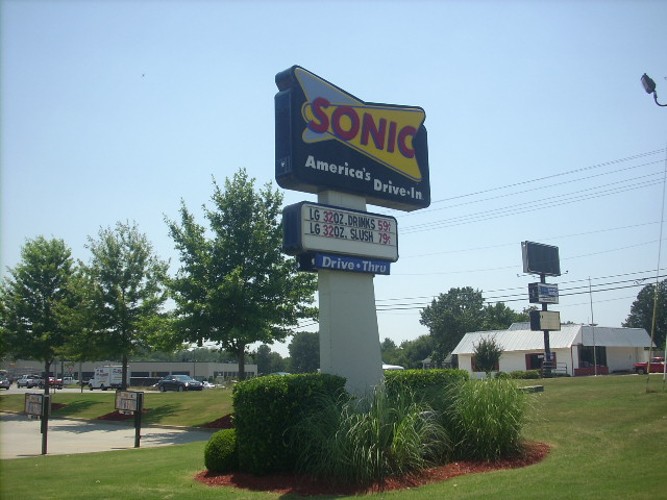 SONIC
America's
Drive-In
LG 32OZ.DRINKS 59¢
LG 32OZ. SLUSH 79¢
Drive•Thru